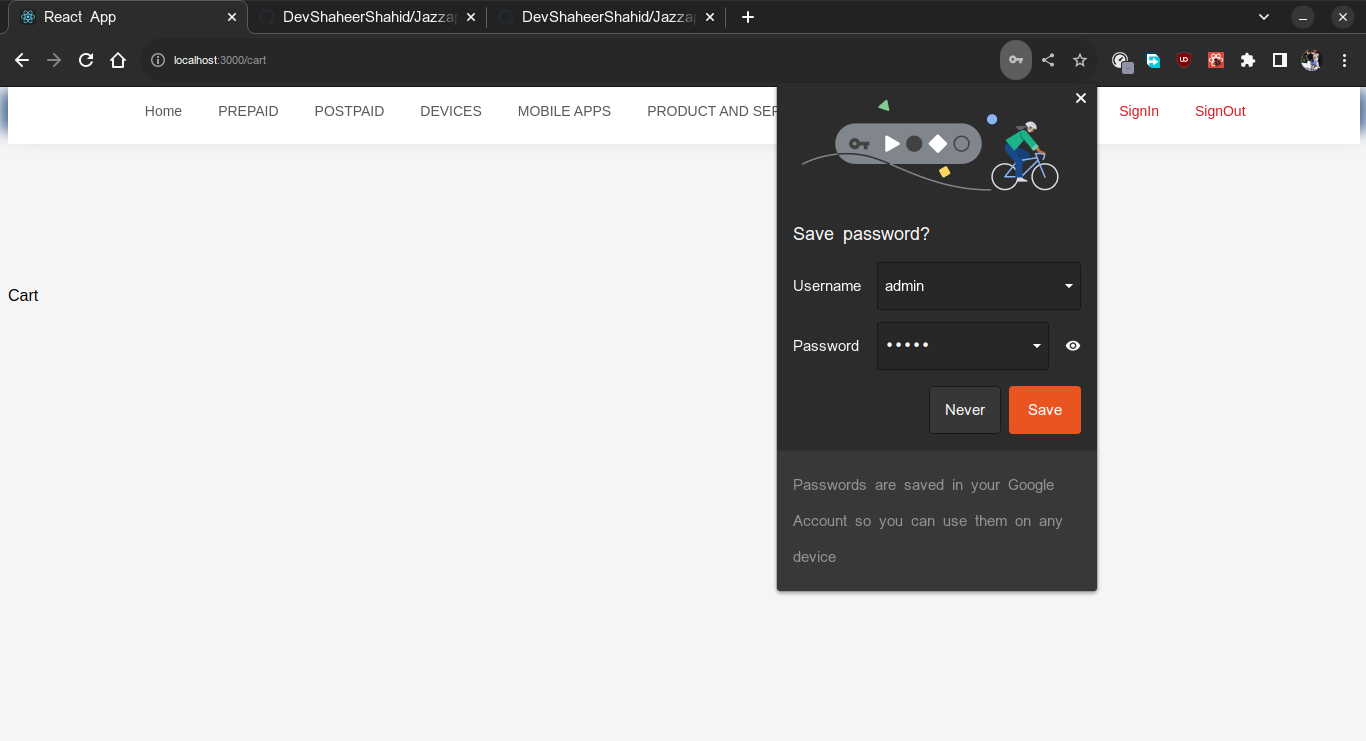 React App
DevShaheerShahid/Jazza
DevShaheerShahid/Jazza
localhost:3000/cart
Home PREPAID POSTPAID DEVICES MOBILE APPS PRODUCT AND SER SignIn SignOut
Cart
Save password?
Username admin
Password •••••
Never Save
Passwords are saved in your Google
Account so you can use them on any
device